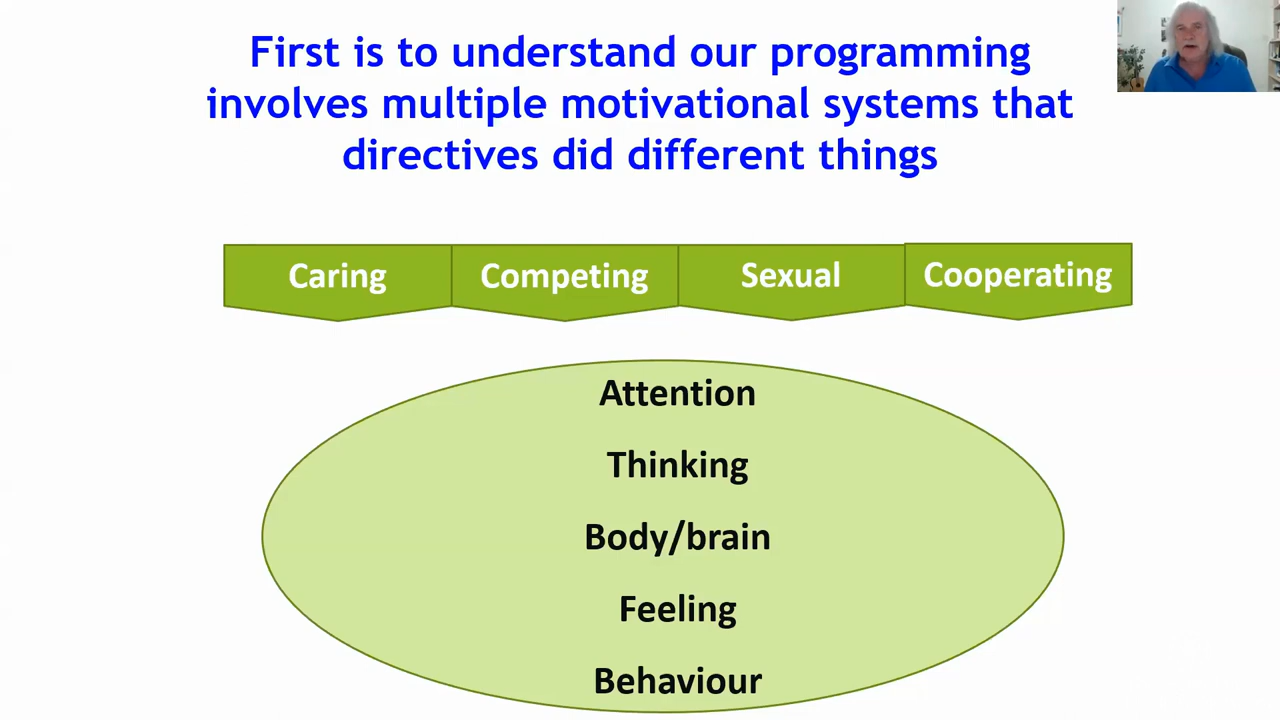 First is to understand our programming
involves multiple motivational systems that
directives did different things
Caring Competing Sexual Cooperating
Attention
Thinking
Body/brain
Feeling
Behaviour